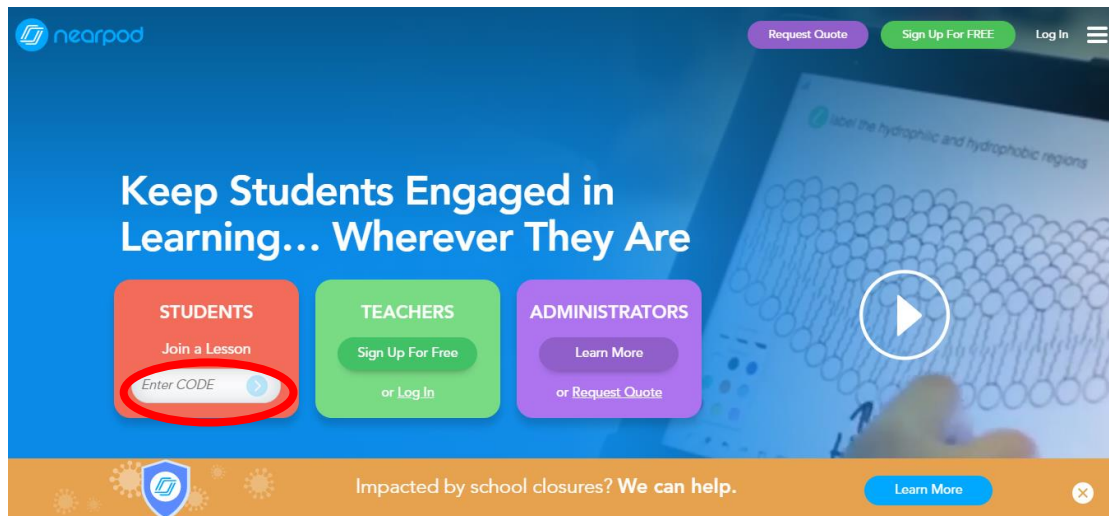 nearpod
Request Quote
Sign Up For FREE
Log In
label the hydrophilic and hydrophobic regions
Keep Students Engaged in
Learning... Wherever They Are
STUDENTS
Join a Lesson
Enter CODE
TEACHERS
Sign Up For Free
or Log In
ADMINISTRATORS
Learn More
or Request Quote
Impacted by school closures? We can help.
Learn More